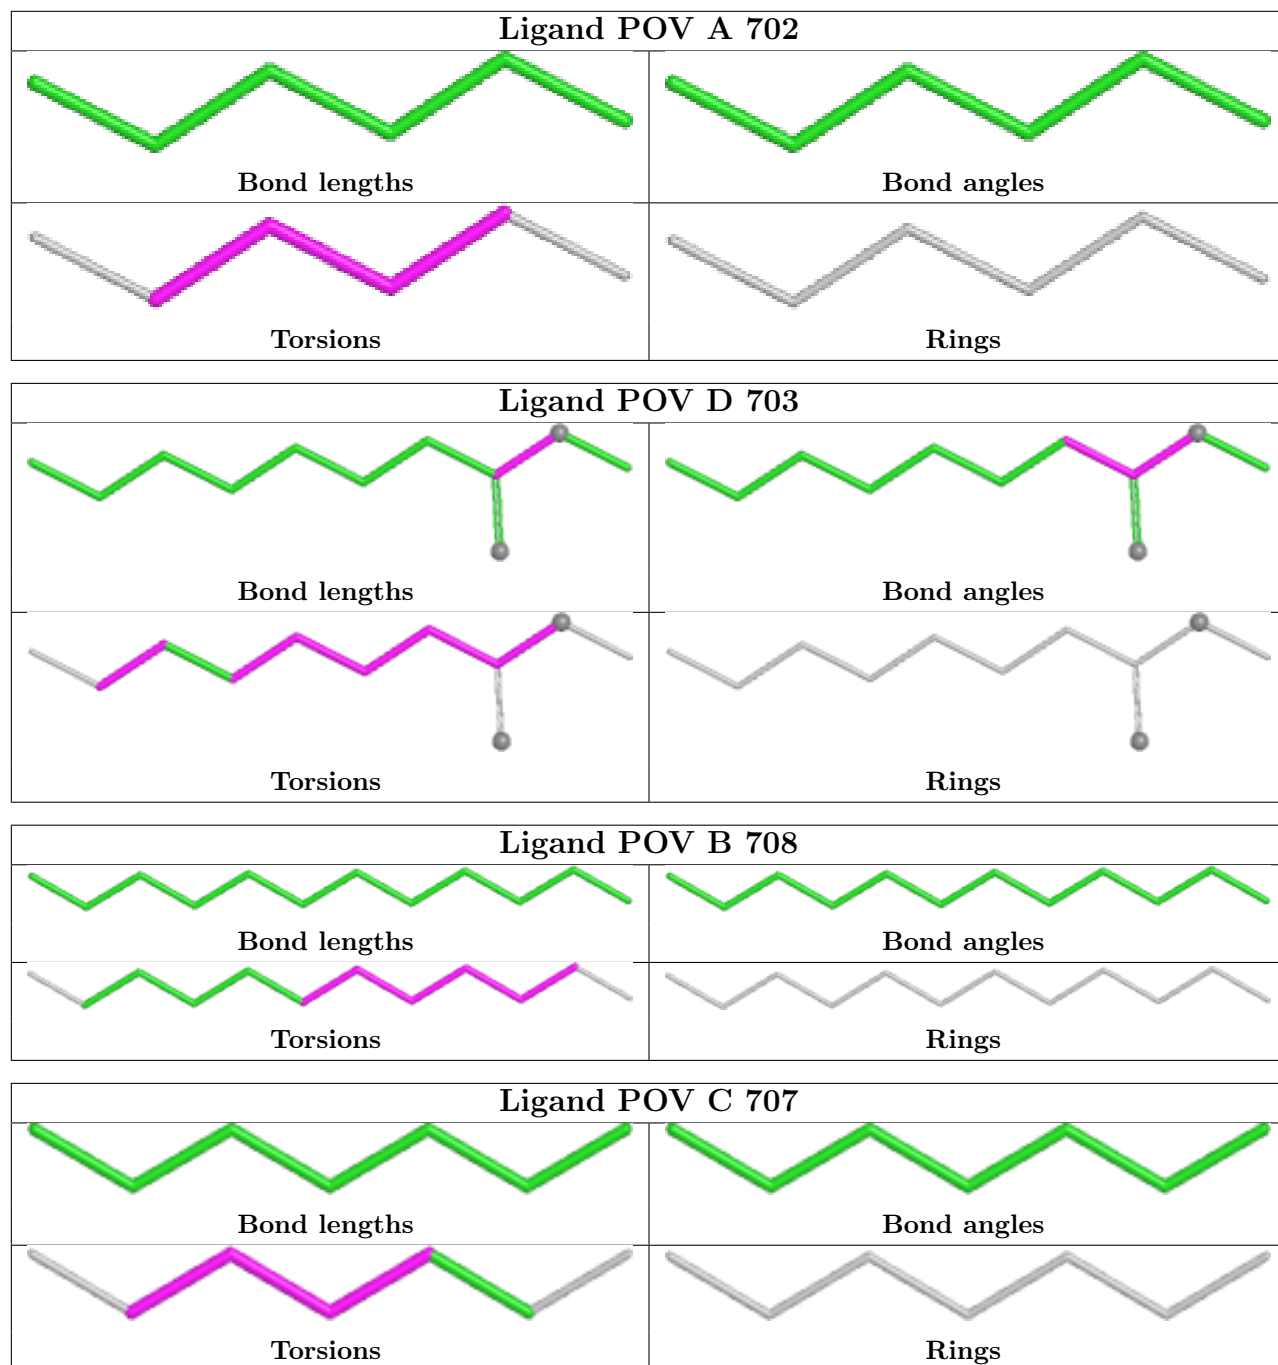 Ligand POV A 702
Bond lengths
Bond angles
Torsions
Rings
Ligand POV D 703
Bond lengths
Bond angles
Torsions
Rings
Ligand POV B 708
Bond lengths
Bond angles
Torsions
Rings
Ligand POV C 707
Bond lengths
Bond angles
Torsions
Rings